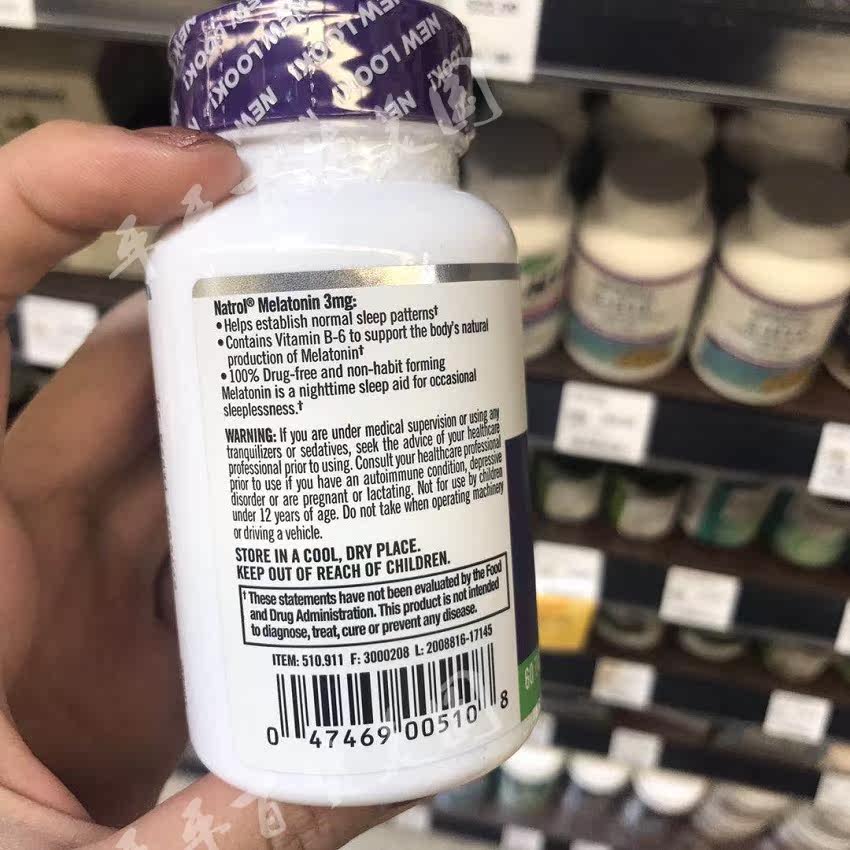 NEW LOOK!
NEW LOOK!
NEW LOOK!
Natrol® Melatonin 3mg:
• Helps establish normal sleep patterns†
• Contains Vitamin B-6 to support the body's natural
production of Melatonin†
• 100% Drug-free and non-habit forming
Melatonin is a nighttime sleep aid for occasional
sleeplessness.†
WARNING: If you are under medical supervision or using any
tranquilizers or sedatives, seek the advice of your healthcare
professional prior to using. Consult your healthcare professional
prior to use if you have an autoimmune condition, depressive
disorder or are pregnant or lactating. Not for use by children
under 12 years of age. Do not take when operating machinery
or driving a vehicle.
STORE IN A COOL, DRY PLACE.
KEEP OUT OF REACH OF CHILDREN.
† These statements have not been evaluated by the Food
and Drug Administration. This product is not intended
to diagnose, treat, cure or prevent any disease.
ITEM: 510.911 F: 3000208 L: 2008816-17145
0 47469 00510 8
60